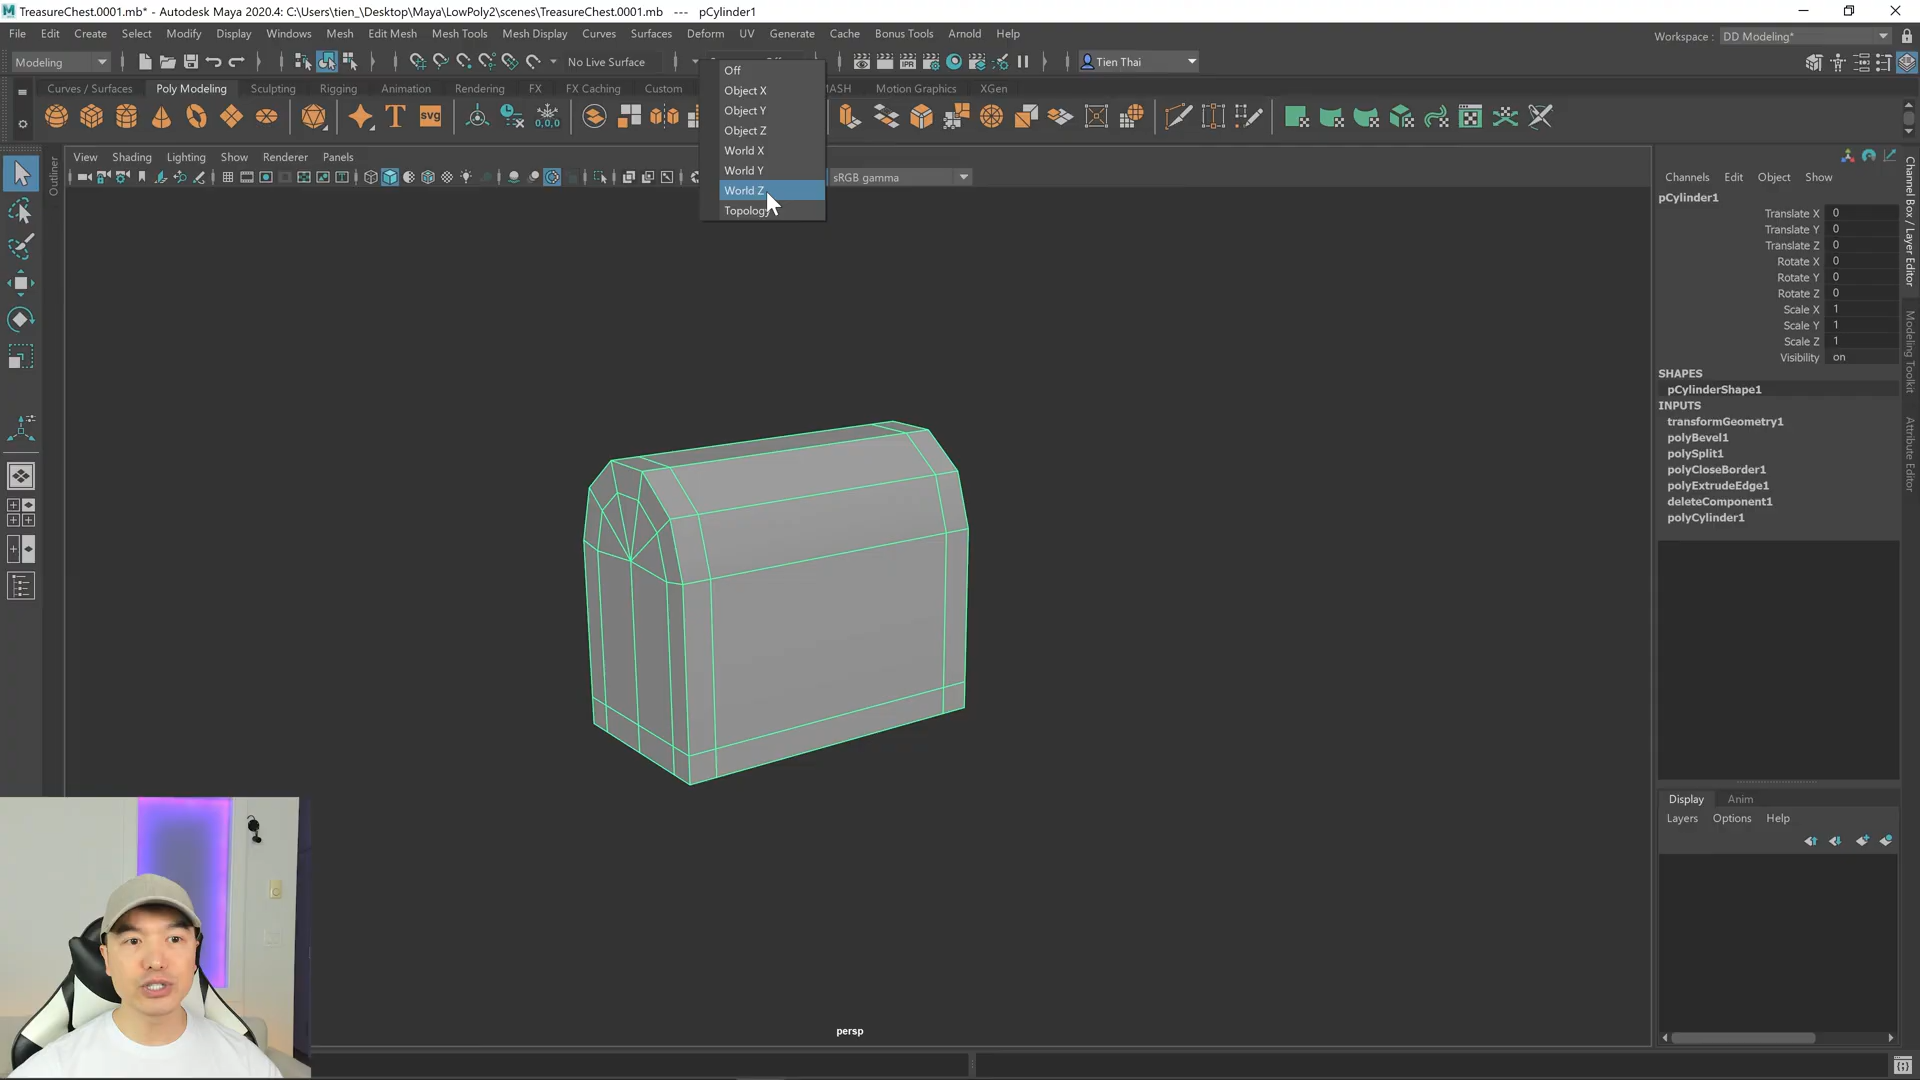 TreasureChest.0001.mb* - Autodesk Maya 2020.4: C:\Users\tien_\Desktop\Maya\LowPoly2\scenes\TreasureChest.0001.mb --- pCylinder1
File Edit Create Select Modify Display Windows Mesh Edit Mesh Mesh Tools Mesh Display Curves Surfaces Deform UV Generate Cache Bonus Tools Arnold Help
Workspace : DD Modeling*
Modeling
No Live Surface
Tien Thai
Off
Object X
Object Y
Object Z
World X
World Y
World Z
Topology
Curves / Surfaces Poly Modeling Sculpting Rigging Animation Rendering FX FX Caching Custom MASH Motion Graphics XGen
T svg
0,0,0
IPR
View Shading Lighting Show Renderer Panels
sRGB gamma
Outliner
persp
Channels Edit Object Show
pCylinder1
Translate X 0
Translate Y 0
Translate Z 0
Rotate X 0
Rotate Y 0
Rotate Z 0
Scale X 1
Scale Y 1
Scale Z 1
Visibility on
SHAPES
pCylinderShape1
INPUTS
transformGeometry1
polyBevel1
polySplit1
polyCloseBorder1
polyExtrudeEdge1
deleteComponent1
polyCylinder1
Channel Box / Layer Editor
Modeling Toolkit
Attribute Editor
Display Anim
Layers Options Help